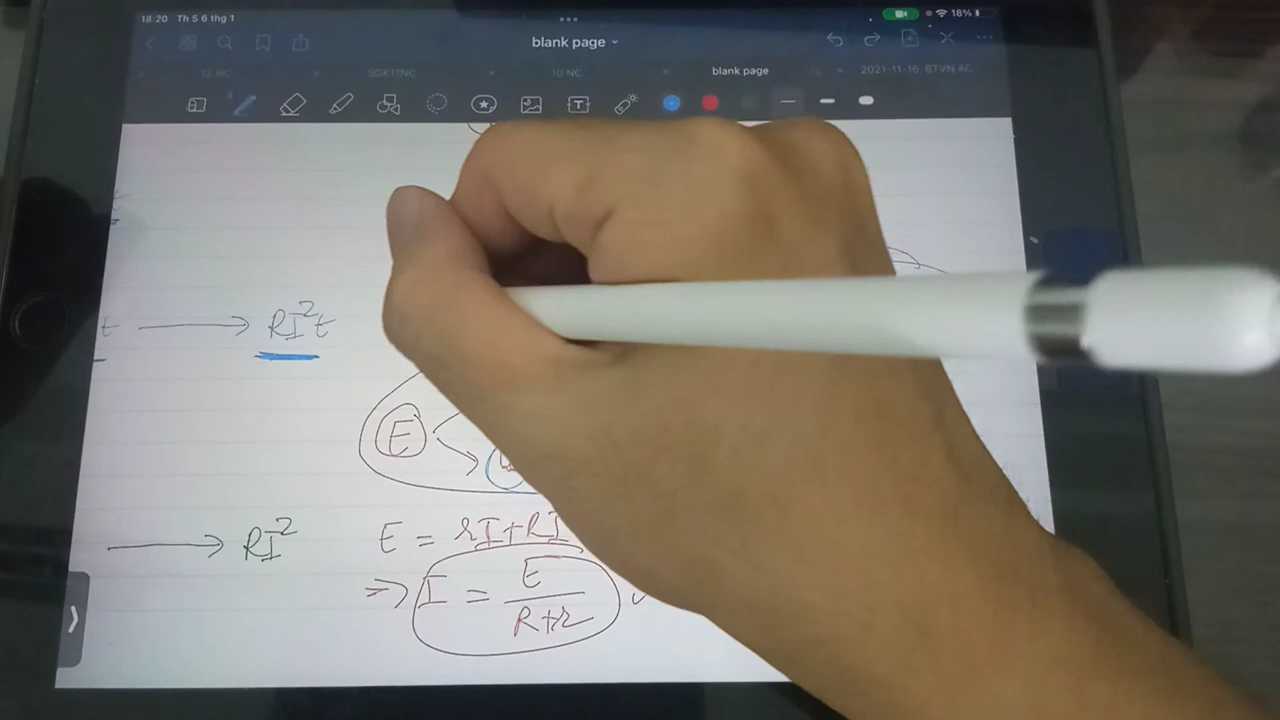 18:20 Th 5 6 thg 1
18%
blank page
12 NC
SGKTINC
10 NC
blank page
2021-11-16 BTVN AC
t
t → RI²t
E
→ RI²
E = rI + RI
=> I = E / R+r